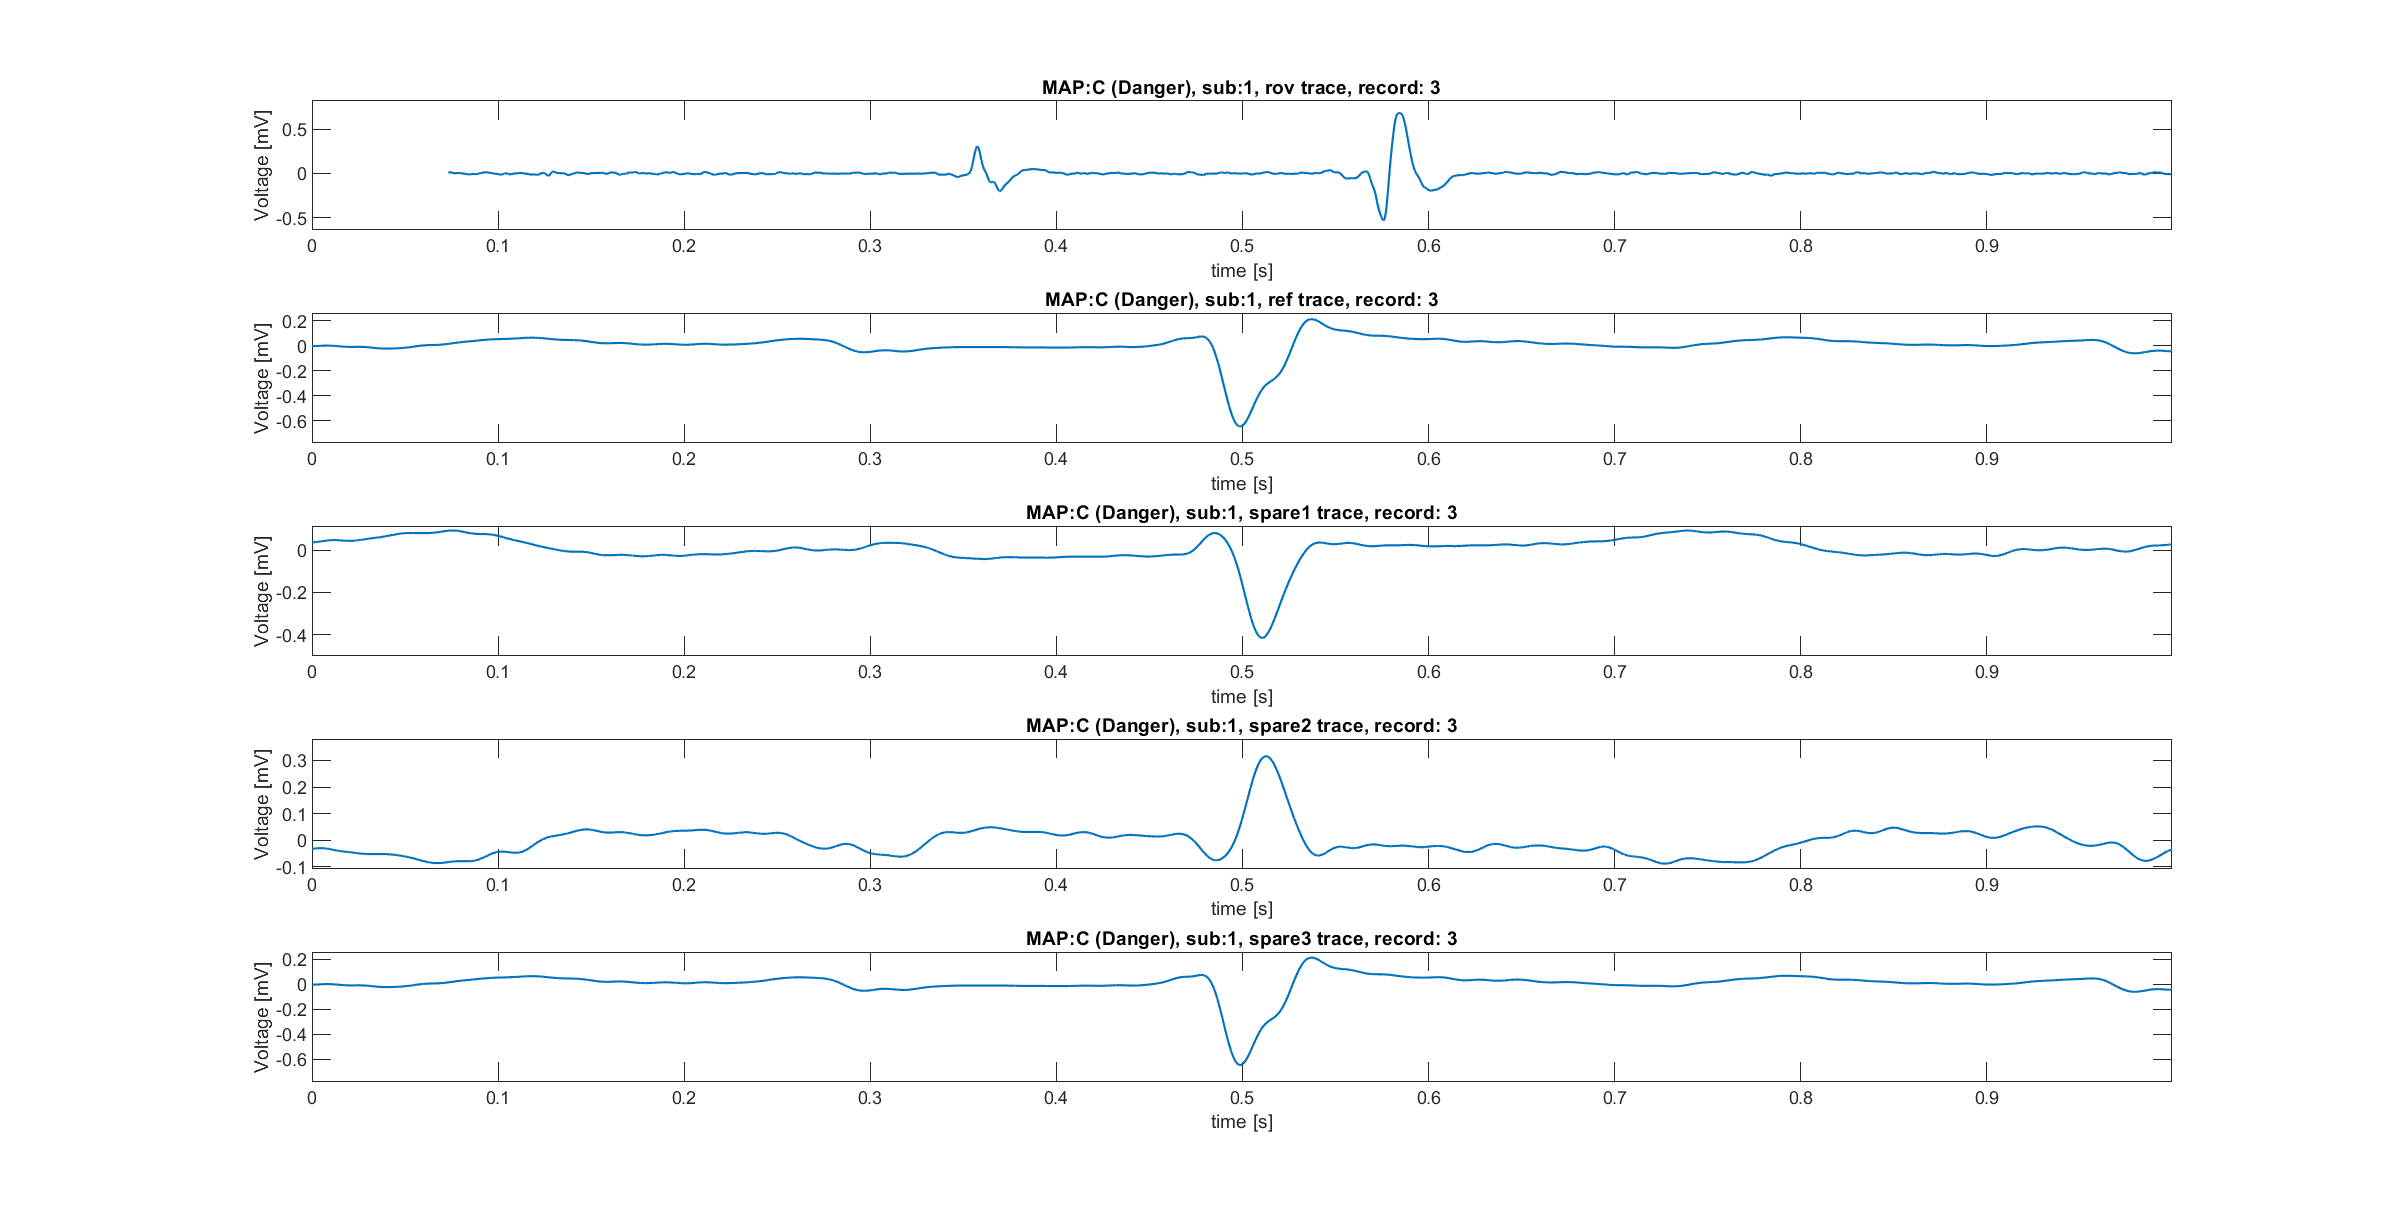 MAP:C (Danger), sub:1, rov trace, record: 3
Voltage [mV]
0.5
0
-0.5
0 0.1 0.2 0.3 0.4 0.5 0.6 0.7 0.8 0.9
time [s]
MAP:C (Danger), sub:1, ref trace, record: 3
Voltage [mV]
0.2
0
-0.2
-0.4
-0.6
0 0.1 0.2 0.3 0.4 0.5 0.6 0.7 0.8 0.9
time [s]
MAP:C (Danger), sub:1, spare1 trace, record: 3
Voltage [mV]
0
-0.2
-0.4
0 0.1 0.2 0.3 0.4 0.5 0.6 0.7 0.8 0.9
time [s]
MAP:C (Danger), sub:1, spare2 trace, record: 3
Voltage [mV]
0.3
0.2
0.1
0
-0.1
0 0.1 0.2 0.3 0.4 0.5 0.6 0.7 0.8 0.9
time [s]
MAP:C (Danger), sub:1, spare3 trace, record: 3
Voltage [mV]
0.2
0
-0.2
-0.4
-0.6
0 0.1 0.2 0.3 0.4 0.5 0.6 0.7 0.8 0.9
time [s]